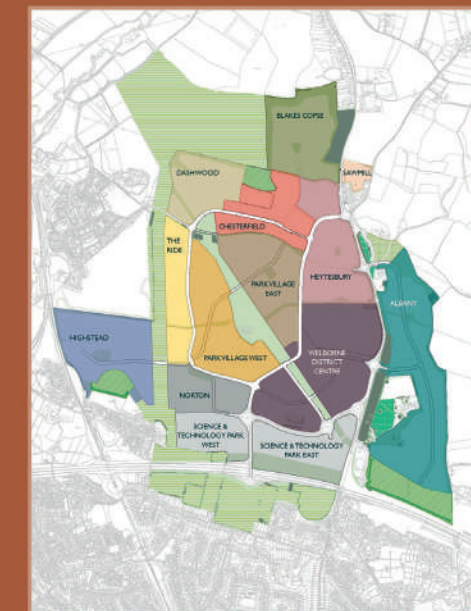 BLAKES COPSE
DASHWOOD
SAWMILL
CHESTERFIELD
THE
RIDE
HEYTESBURY
PARK VILLAGE
EAST
ALBANY
HIGHSTEAD
PARK VILLAGE WEST
WELBORNE
DISTRICT
CENTRE
NORTON
SCIENCE &
TECHNOLOGY PARK
WEST
SCIENCE & TECHNOLOGY
PARK EAST